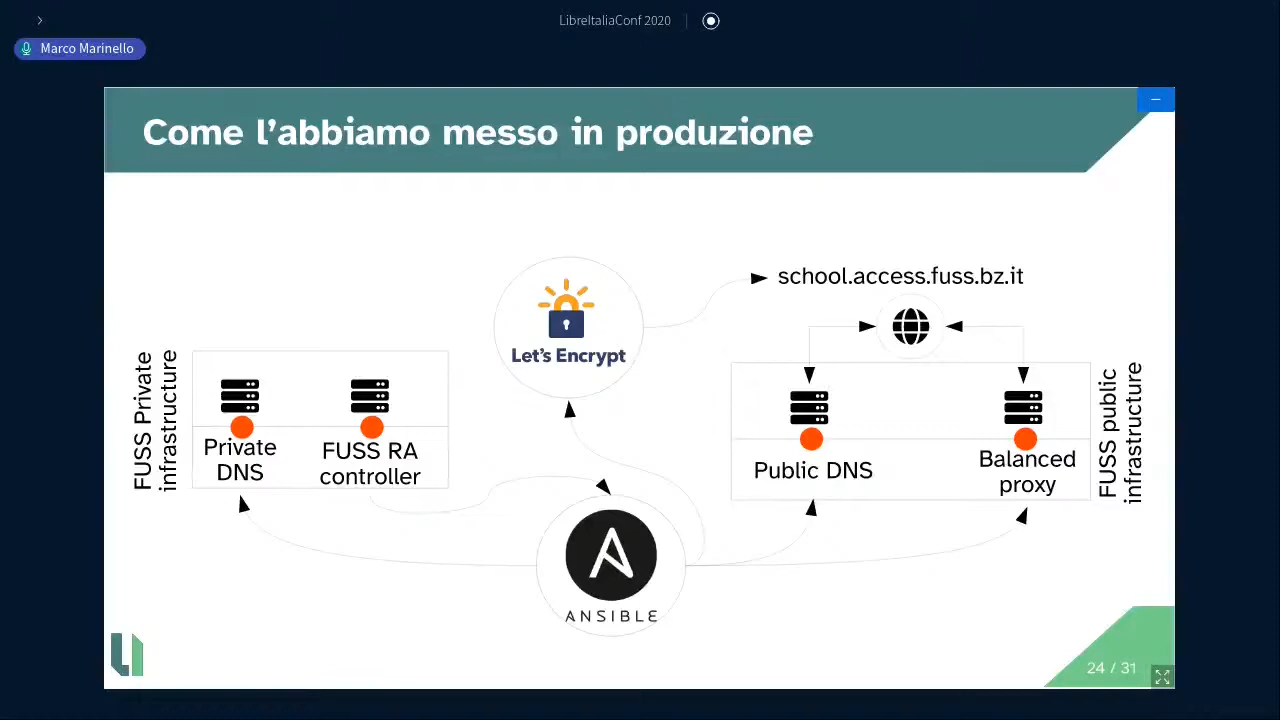 LibreItaliaConf 2020
Marco Marinello
Come l'abbiamo messo in produzione
school.access.fuss.bz.it
Let's Encrypt
FUSS Private
infrastructure
Private
DNS
FUSS RA
controller
Public DNS
Balanced
proxy
FUSS public
infrastructure
ANSIBLE
24 / 31